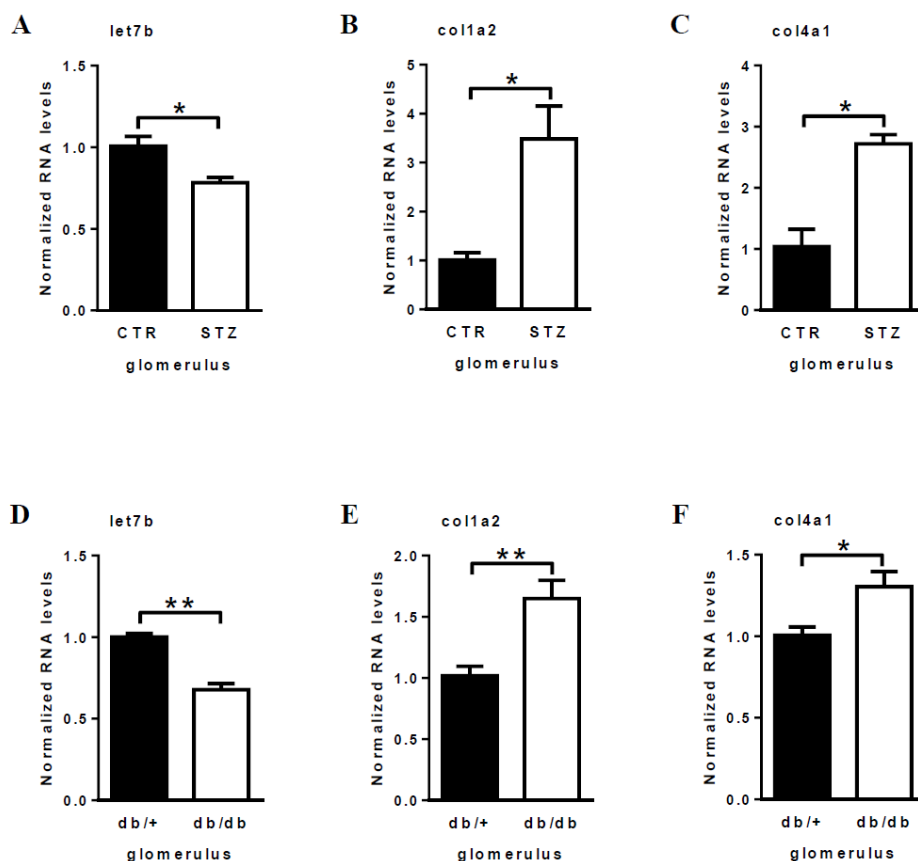 A
let7b
Normalized RNA levels
1.5
1.0
0.5
0.0
*
CTR STZ
glomerulus
B
col1a2
Normalized RNA levels
5
4
3
2
1
0
*
CTR STZ
glomerulus
C
col4a1
Normalized RNA levels
4
3
2
1
0
*
CTR STZ
glomerulus
D
let7b
Normalized RNA levels
1.5
1.0
0.5
0.0
**
db/+ db/db
glomerulus
E
col1a2
Normalized RNA levels
2.0
1.5
1.0
0.5
0.0
**
db/+ db/db
glomerulus
F
col4a1
Normalized RNA levels
1.5
1.0
0.5
0.0
*
db/+ db/db
glomerulus